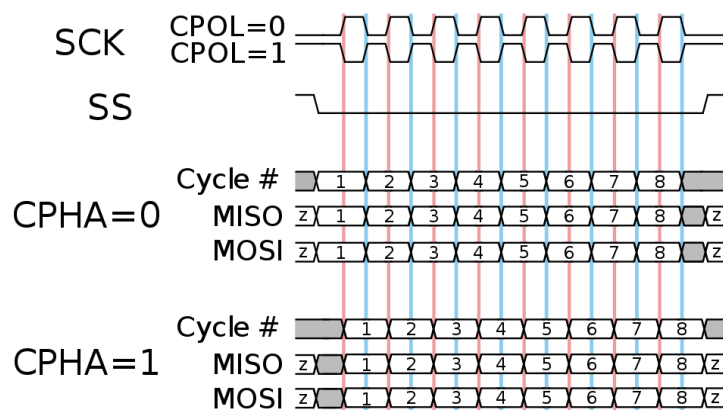 SCK
CPOL=0
CPOL=1
SS
CPHA=0
Cycle # 1 2 3 4 5 6 7 8
MISO z 1 2 3 4 5 6 7 8 z
MOSI z 1 2 3 4 5 6 7 8 z
CPHA=1
Cycle # 1 2 3 4 5 6 7 8
MISO z 1 2 3 4 5 6 7 8 z
MOSI z 1 2 3 4 5 6 7 8 z